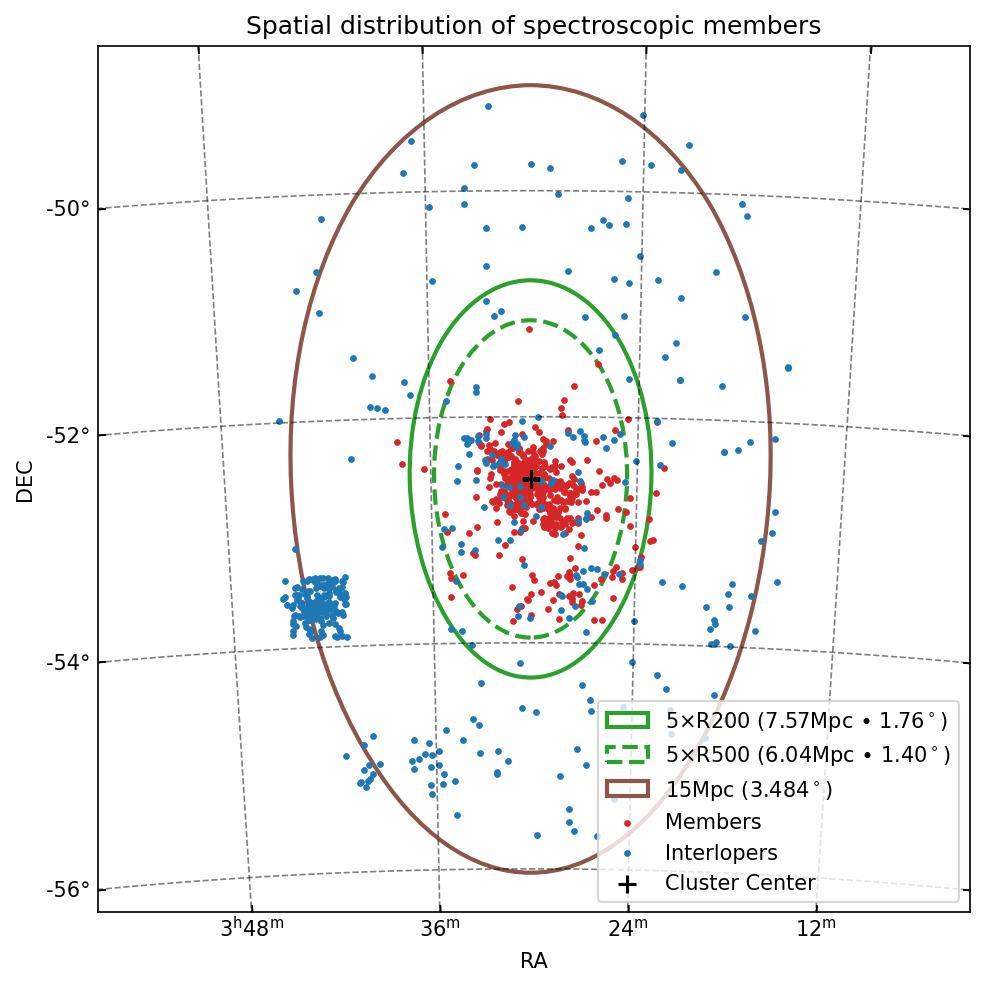 Spatial distribution of spectroscopic members
-50°
-52°
DEC
-54°
-56°
5×R200 (7.57Mpc • 1.76°)
5×R500 (6.04Mpc • 1.40°)
15Mpc (3.484°)
Members
Interlopers
Cluster Center
3ʰ48ᵐ 36ᵐ 24ᵐ 12ᵐ
RA